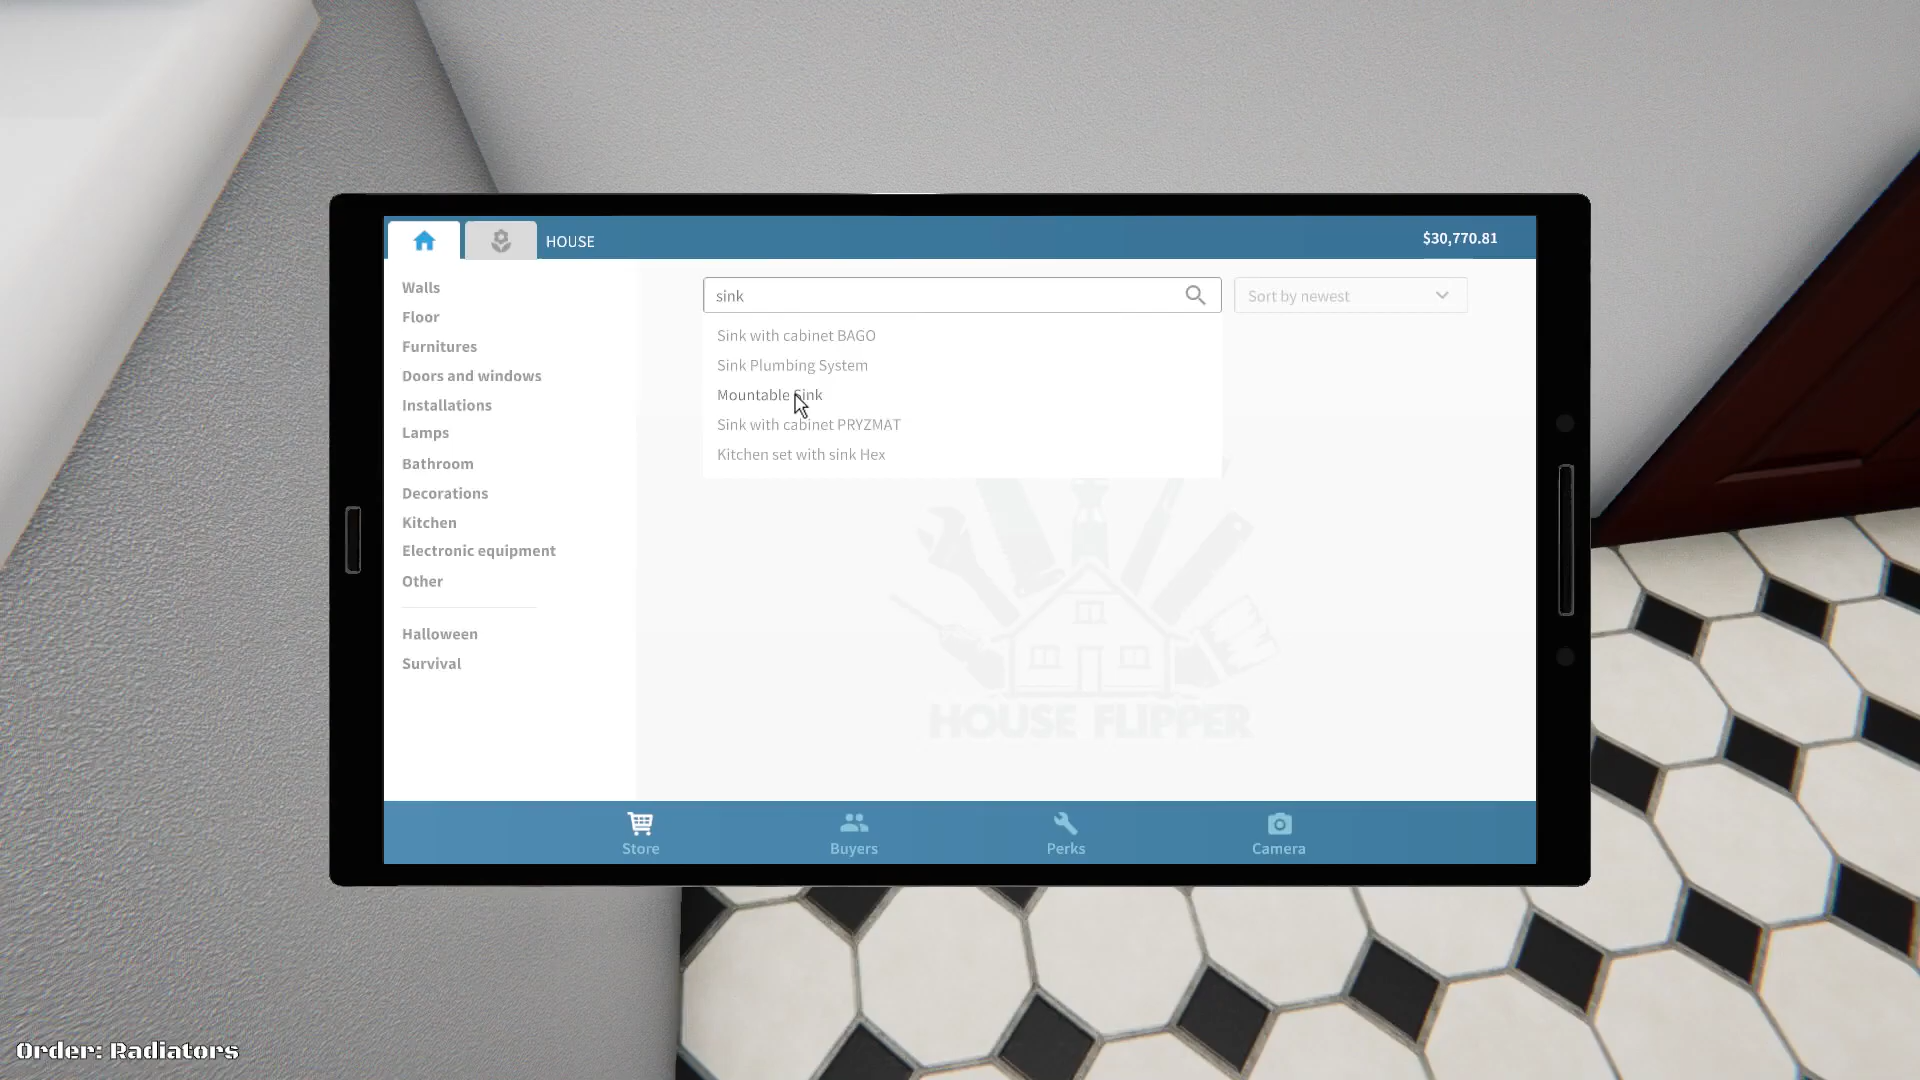 HOUSE
$30,770.81
Walls
Floor
Furnitures
Doors and windows
Installations
Lamps
Bathroom
Decorations
Kitchen
Electronic equipment
Other
Halloween
Survival
sink
Sort by newest
Sink with cabinet BAGO
Sink Plumbing System
Mountable Sink
Sink with cabinet PRYZMAT
Kitchen set with sink Hex
HOUSE FLIPPER
Store
Buyers
Perks
Camera
Order: Radiators